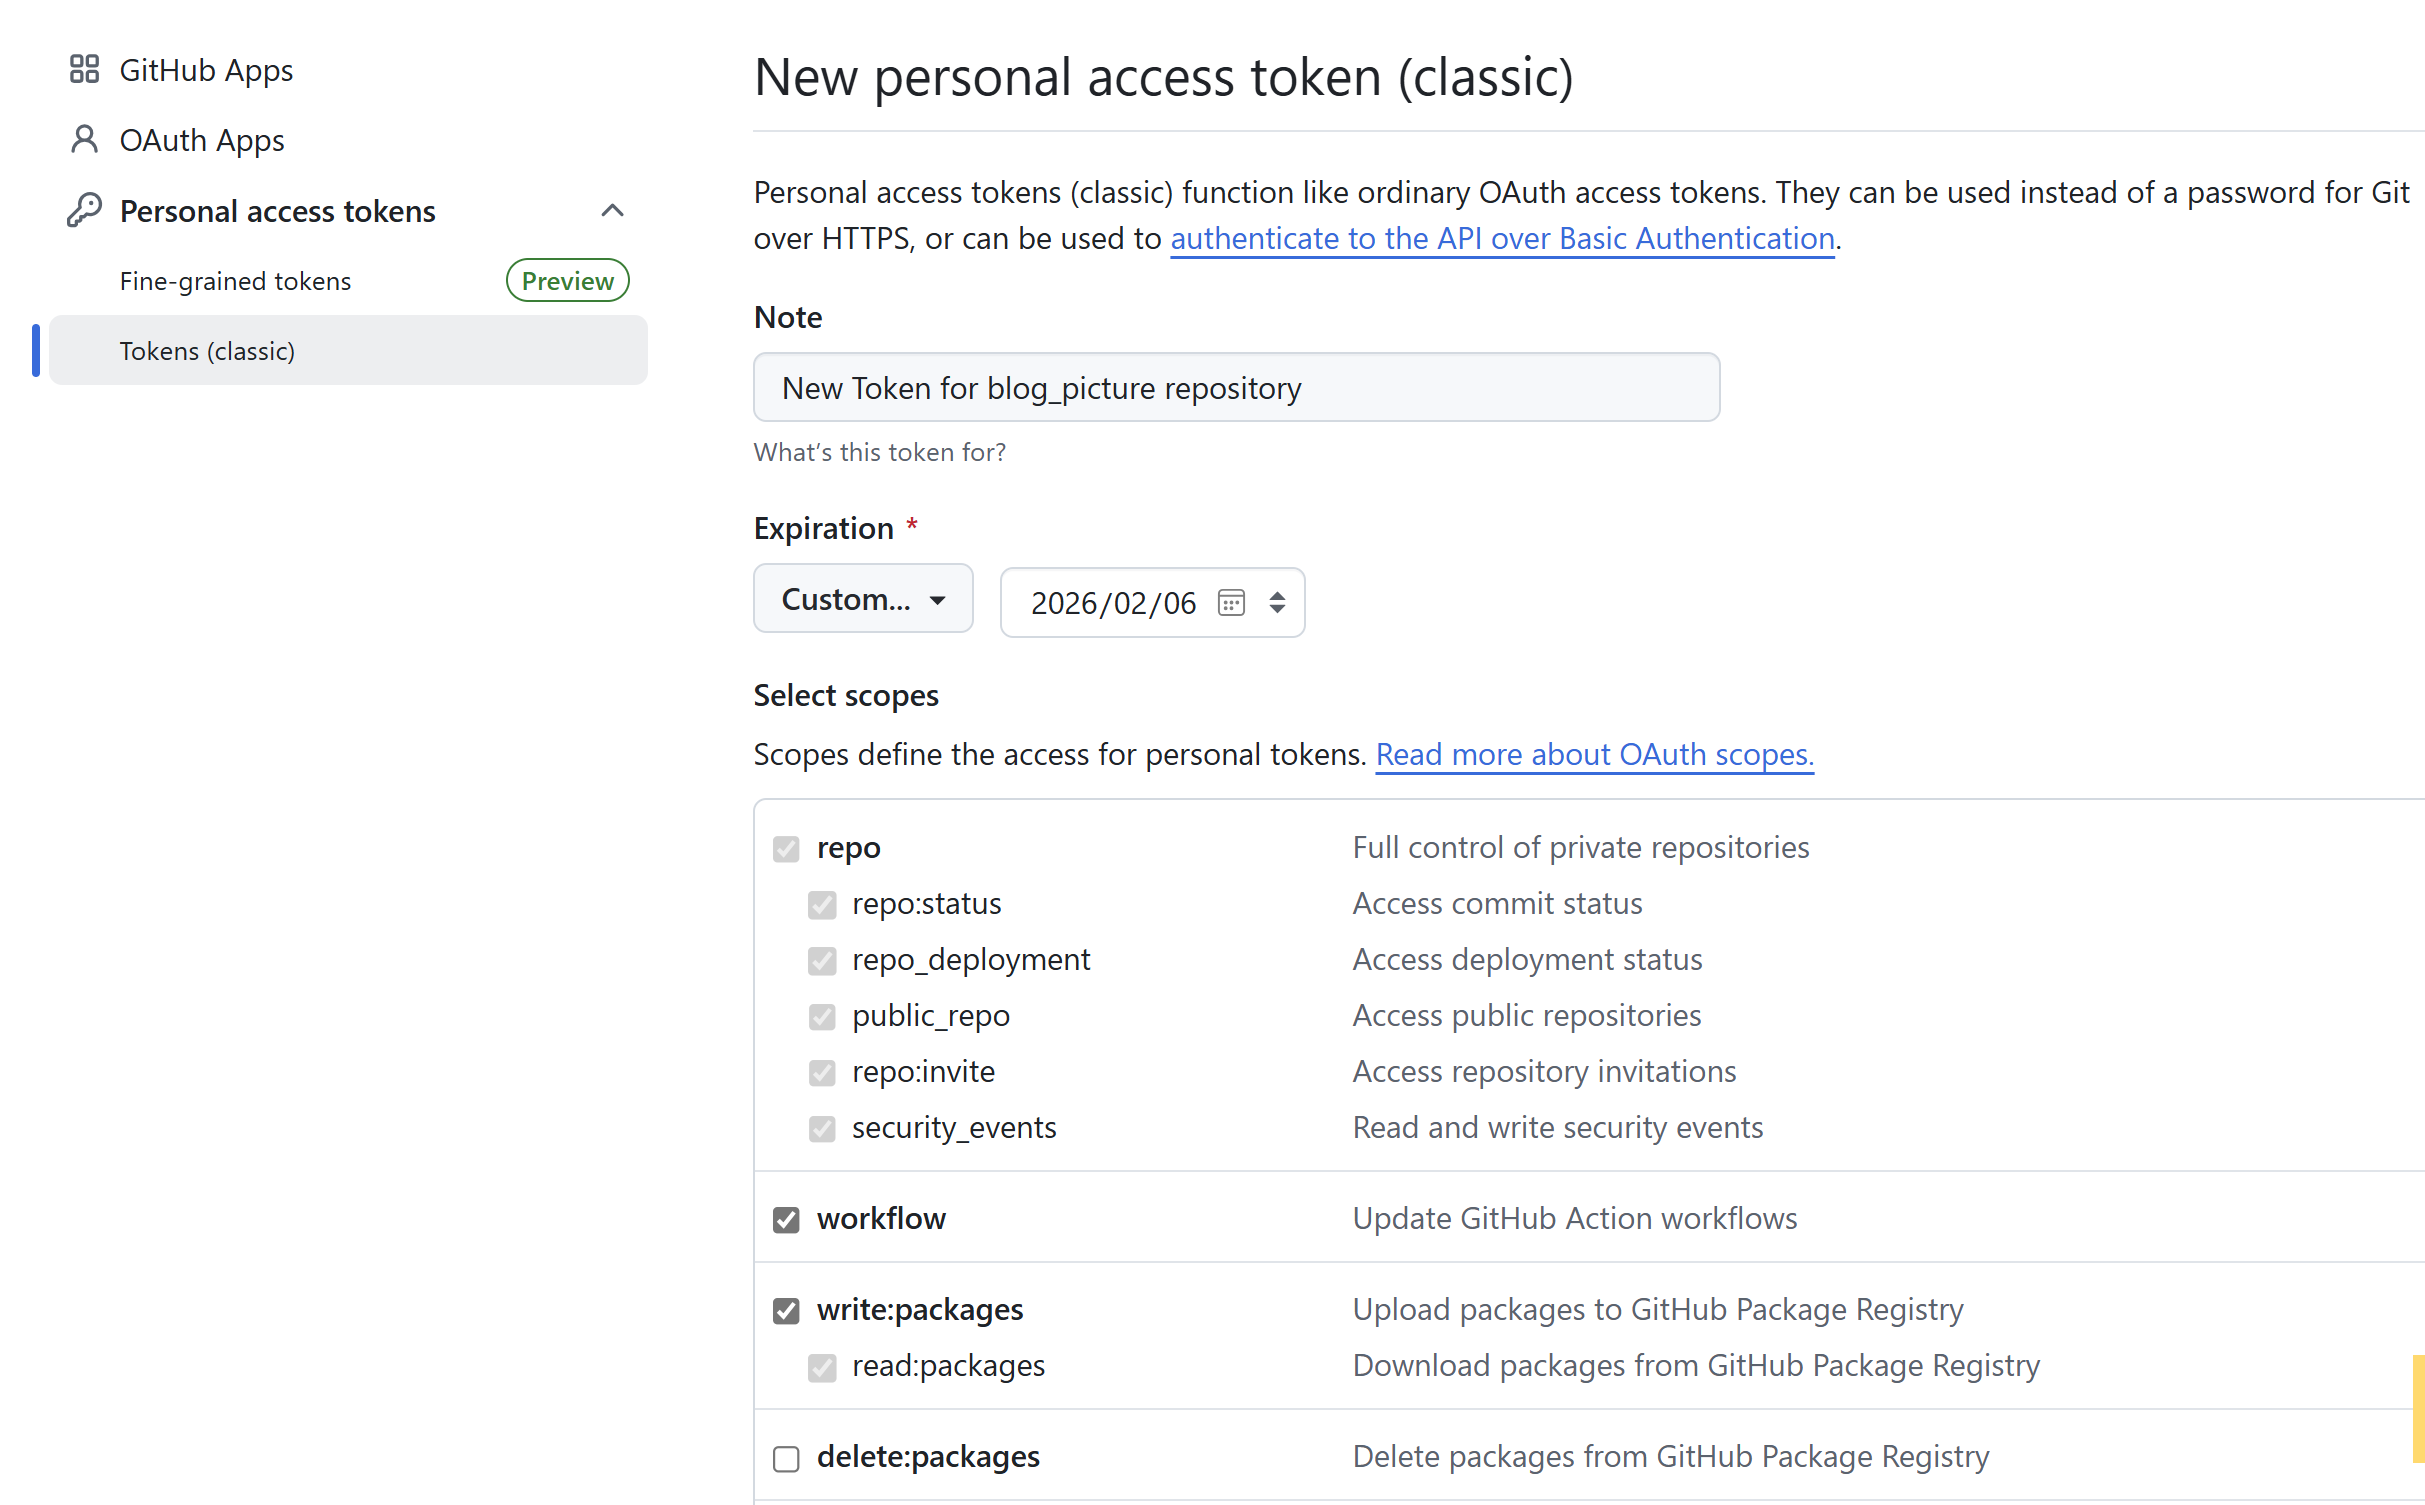 GitHub Apps
OAuth Apps
Personal access tokens
Fine-grained tokens Preview
Tokens (classic)
New personal access token (classic)
Personal access tokens (classic) function like ordinary OAuth access tokens. They can be used instead of a password for Git
over HTTPS, or can be used to authenticate to the API over Basic Authentication.
Note
New Token for blog_picture repository
What’s this token for?
Expiration *
Custom... 2026/02/06
Select scopes
Scopes define the access for personal tokens. Read more about OAuth scopes.
repo Full control of private repositories
repo:status Access commit status
repo_deployment Access deployment status
public_repo Access public repositories
repo:invite Access repository invitations
security_events Read and write security events
workflow Update GitHub Action workflows
write:packages Upload packages to GitHub Package Registry
read:packages Download packages from GitHub Package Registry
delete:packages Delete packages from GitHub Package Registry